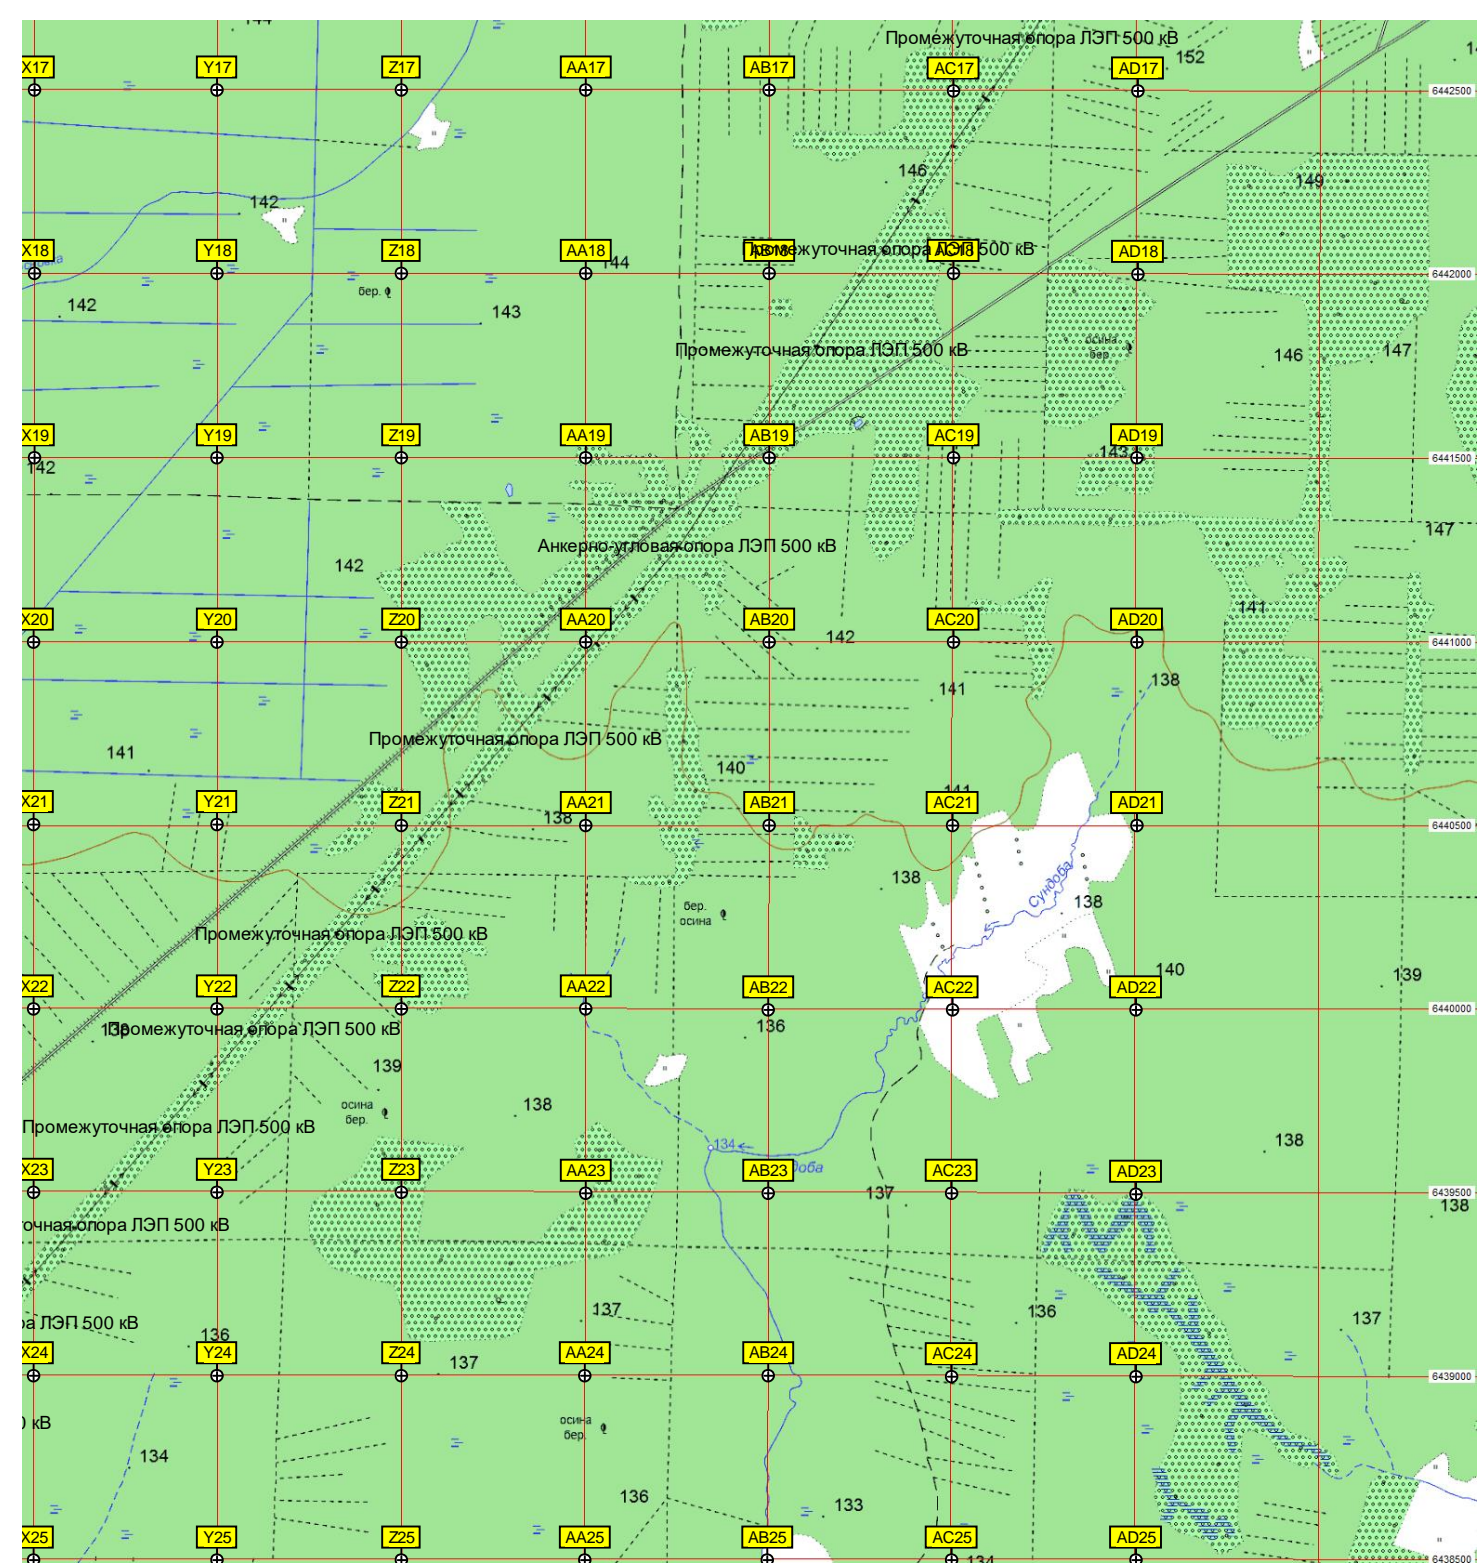 Промежуточная опора ЛЭП 500 кВ
152
X17 Y17 Z17 AA17 AB17 AC17 AD17
6442500
146
149
142
X18 Y18 Z18 AA18 AB18 Промежуточная опора ЛЭП 500 кВ AC18 AD18
144
6442000
бер.
142
143
осина
бер.
146
147
Промежуточная опора ЛЭП 500 кВ
X19 Y19 Z19 AA19 AB19 AC19 AD19
143
142
6441500
147
Анкерно-угловая опора ЛЭП 500 кВ
142
141
X20 Y20 Z20 AA20 AB20 AC20 AD20
142
6441000
138
141
Промежуточная опора ЛЭП 500 кВ
141
140
141
X21 Y21 Z21 AA21 AB21 AC21 AD21
138
6440500
138
Сундоба
138
бер.
осина
Промежуточная опора ЛЭП 500 кВ
140
139
X22 Y22 Z22 AA22 AB22 AC22 AD22
6440000
Промежуточная опора ЛЭП 500 кВ
136
139
осина
бер.
138
Промежуточная опора ЛЭП 500 кВ
138
134
доба
X23 Y23 Z23 AA23 AB23 AC23 AD23
137
6439500
138
очная опора ЛЭП 500 кВ
137
136
137
ра ЛЭП 500 кВ
136
X24 Y24 Z24 AA24 AB24 AC24 AD24
137
6439000
кВ
осина
бер.
134
136
133
X25 Y25 Z25 AA25 AB25 AC25 AD25
134
6438500